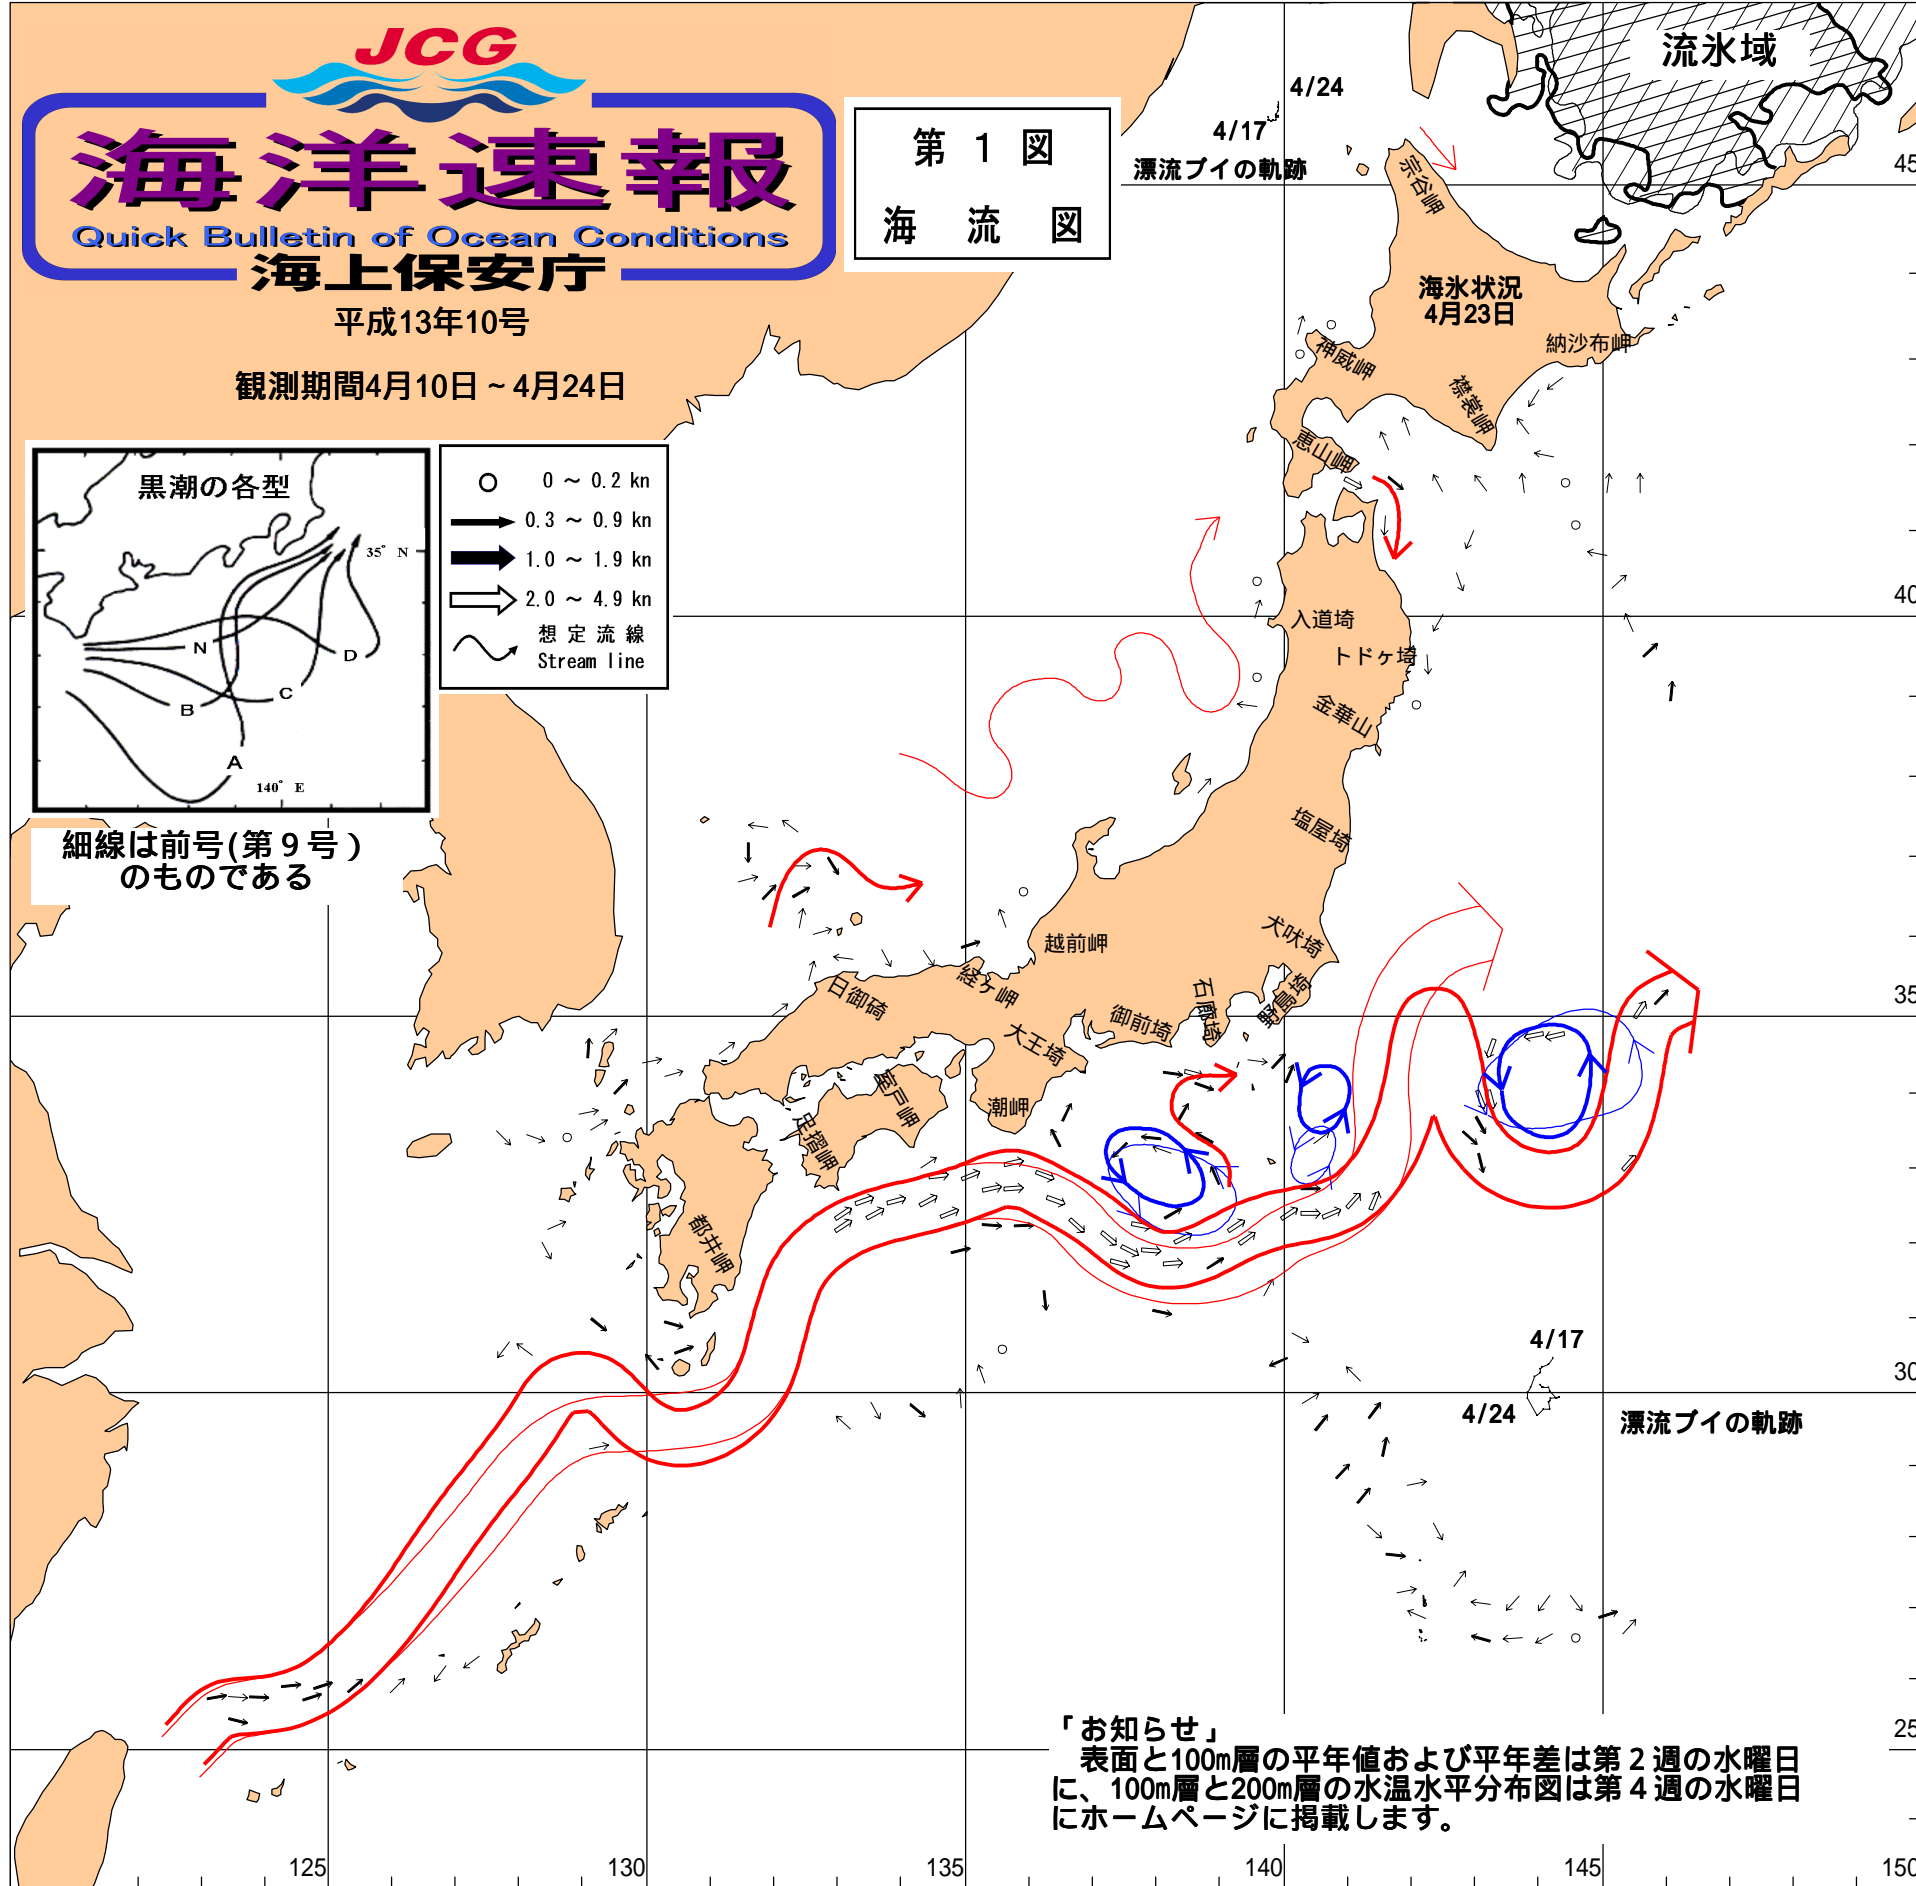 JCG
海洋速報
Quick Bulletin of Ocean Conditions
海上保安庁
平成13年10号
観測期間4月10日～4月24日
第 1 図
海 流 図
4/24
4/17
漂流ブイの軌跡
流氷域
45
宗谷岬
海氷状況
4月23日
納沙布岬
神威岬
襟裳岬
恵山岬
黒潮の各型
35° N
N
D
B
C
A
140° E
0 ～ 0.2 kn
0.3 ～ 0.9 kn
1.0 ～ 1.9 kn
2.0 ～ 4.9 kn
想 定 流 線
Stream line
細線は前号(第９号)
のものである
40
入道埼
トドヶ埼
金華山
塩屋埼
犬吠埼
越前岬
経ヶ岬
日御碕
35
石廊埼
野島埼
御前埼
大王埼
室戸岬
潮岬
足摺岬
都井岬
4/17
30
4/24
漂流ブイの軌跡
25
「お知らせ」
表面と100m層の平年値および平年差は第２週の水曜日
に、100m層と200m層の水温水平分布図は第４週の水曜日
にホームページに掲載します。
125
130
135
140
145
150